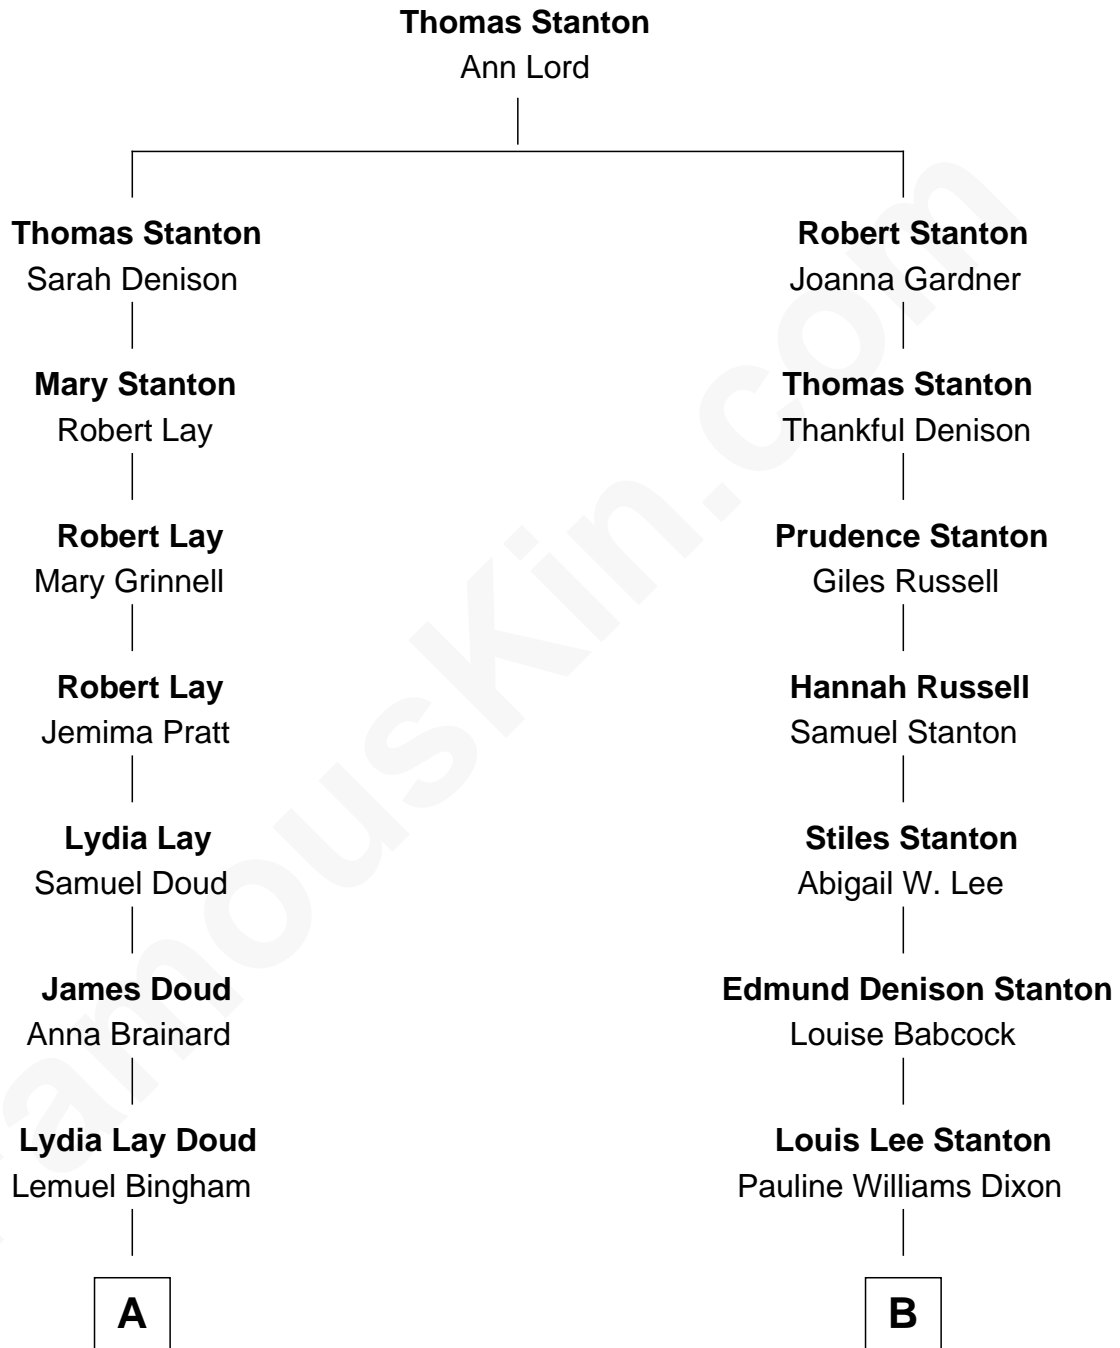 Thomas Stanton
Ann Lord
Thomas Stanton
Sarah Denison
Robert Stanton
Joanna Gardner
Mary Stanton
Robert Lay
Thomas Stanton
Thankful Denison
Robert Lay
Mary Grinnell
Prudence Stanton
Giles Russell
Robert Lay
Jemima Pratt
Hannah Russell
Samuel Stanton
Lydia Lay
Samuel Doud
Stiles Stanton
Abigail W. Lee
James Doud
Anna Brainard
Edmund Denison Stanton
Louise Babcock
Lydia Lay Doud
Lemuel Bingham
Louis Lee Stanton
Pauline Williams Dixon
A
B
FamousKin.com